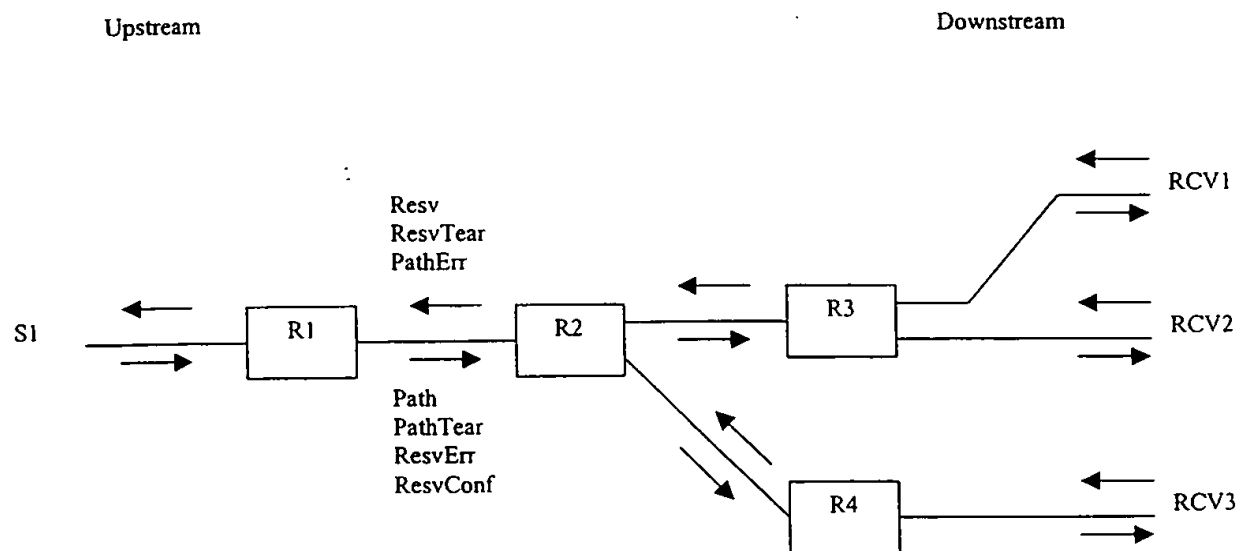 Upstream
Downstream
RCV1
Resv
ResvTear
PathErr
S1
R1
R2
R3
RCV2
Path
PathTear
ResvErr
ResvConf
R4
RCV3